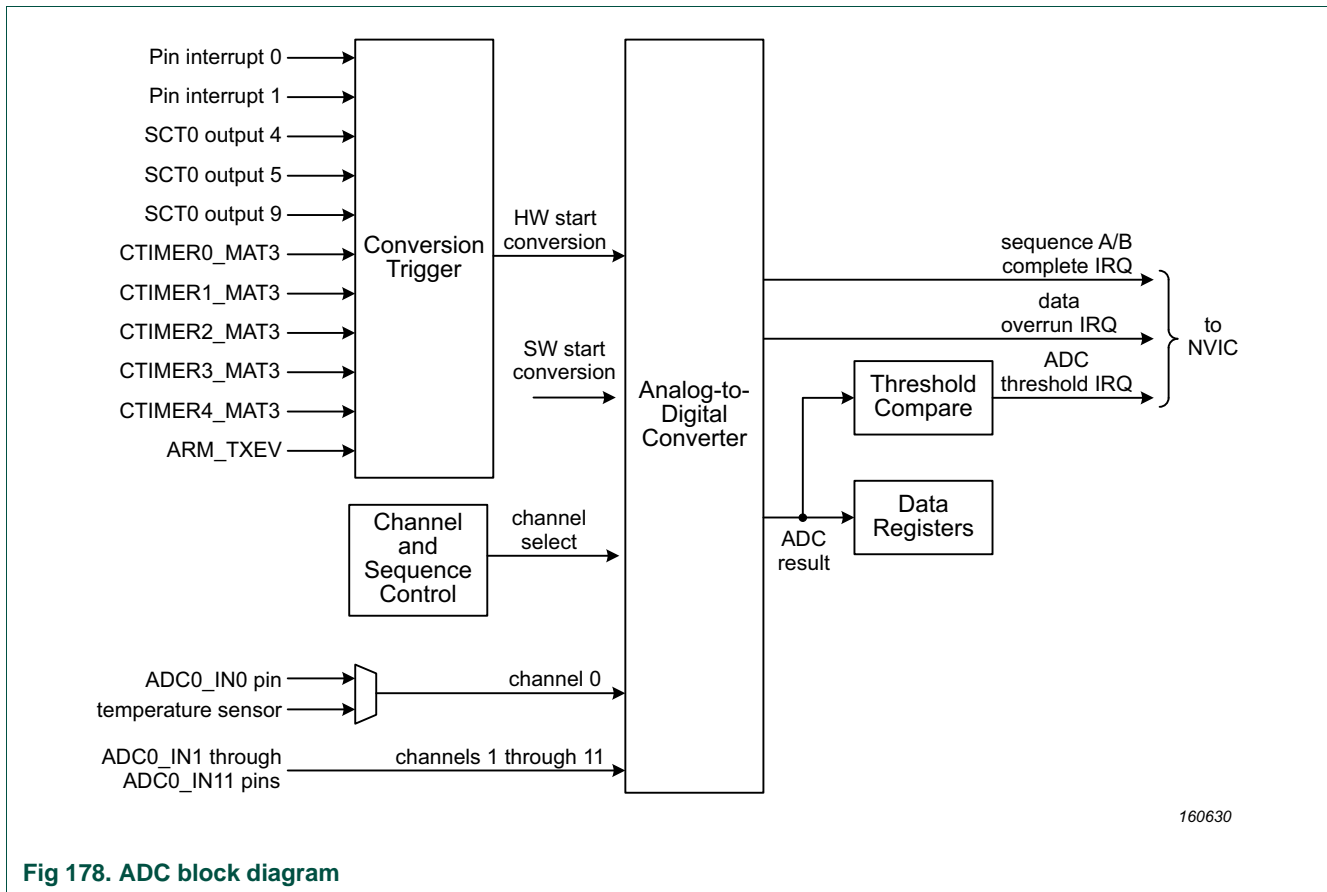 Pin interrupt 0
Pin interrupt 1
SCT0 output 4
SCT0 output 5
SCT0 output 9
CTIMER0_MAT3
CTIMER1_MAT3
CTIMER2_MAT3
CTIMER3_MAT3
CTIMER4_MAT3
ARM_TXEV
Conversion
Trigger
HW start
conversion
SW start
conversion
Channel
and
Sequence
Control
channel
select
ADC0_IN0 pin
temperature sensor
channel 0
ADC0_IN1 through
ADC0_IN11 pins
channels 1 through 11
Analog-to-
Digital
Converter
sequence A/B
complete IRQ
data
overrun IRQ
ADC
threshold IRQ
to
NVIC
Threshold
Compare
Data
Registers
ADC
result
160630
Fig 178. ADC block diagram